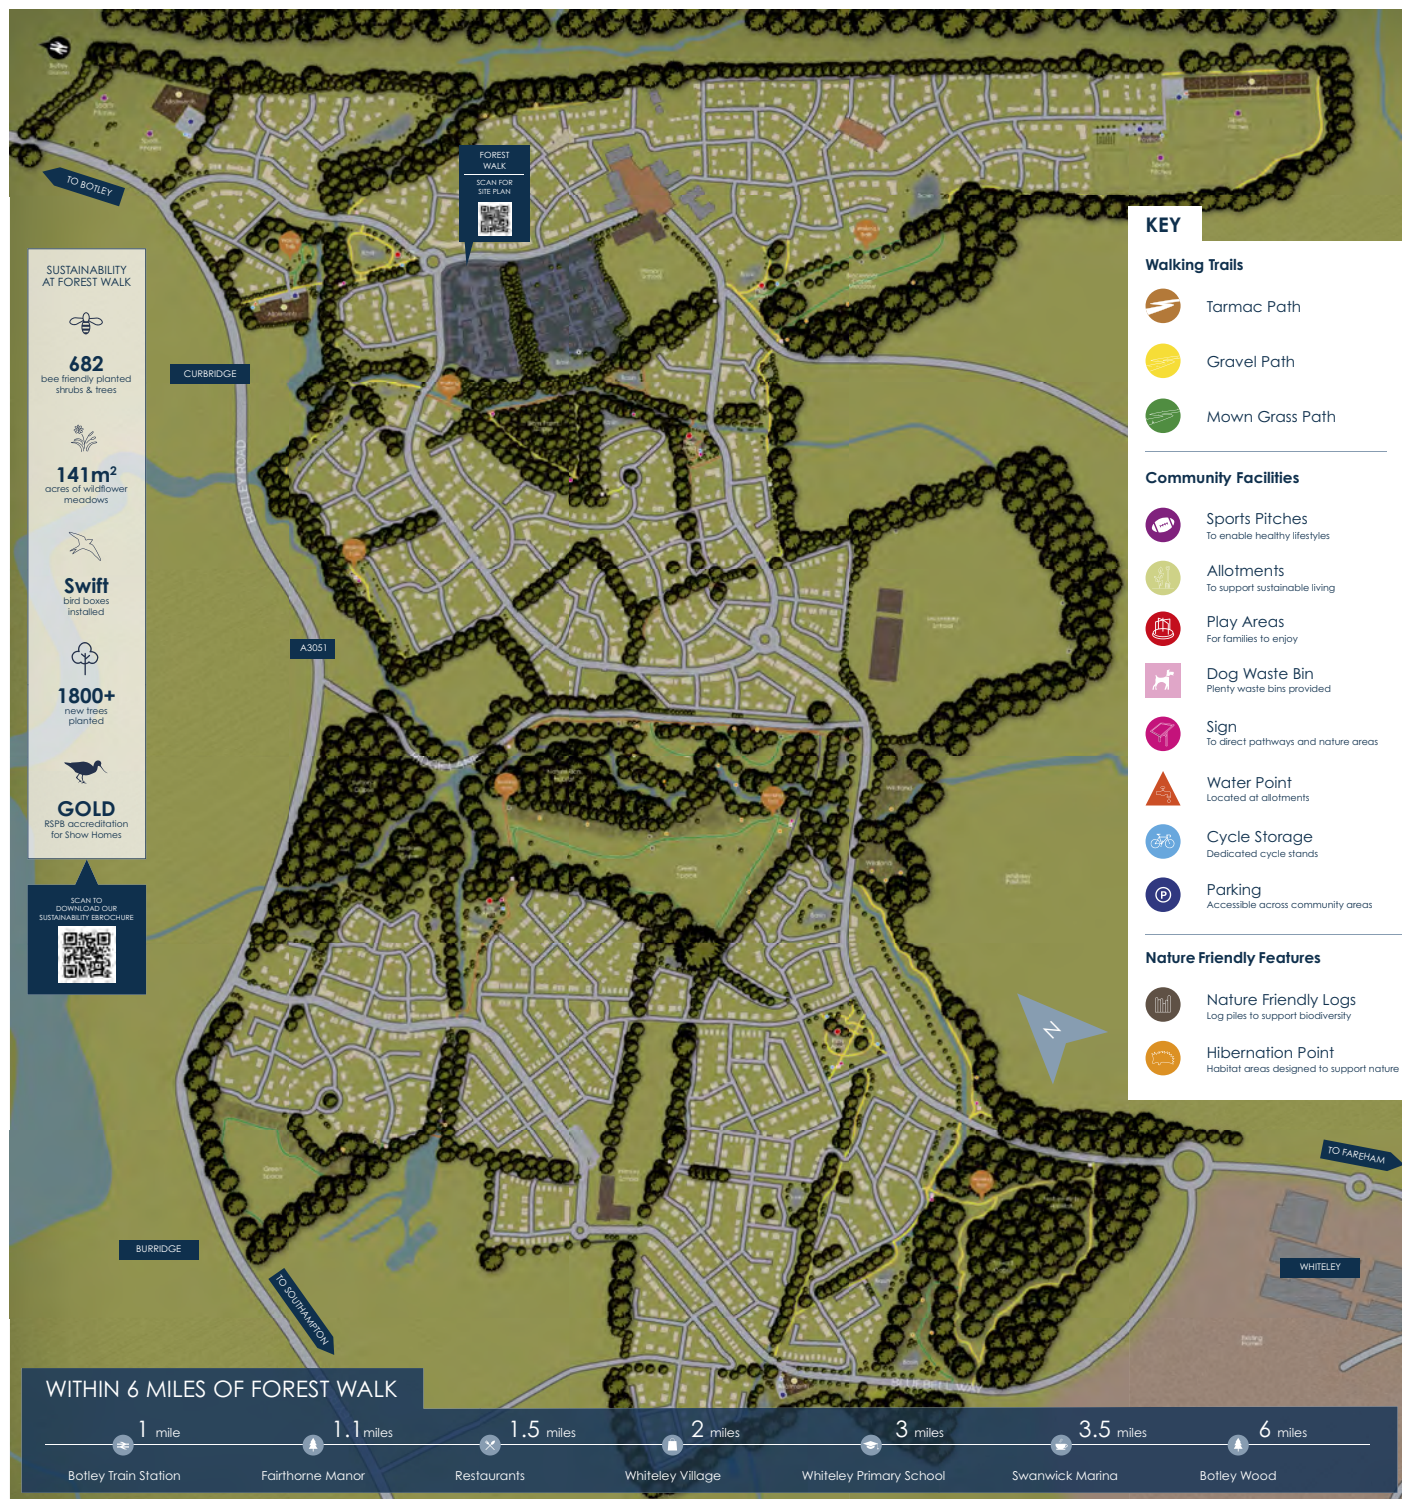 TO BOTLEY
FOREST
WALK
SCAN FOR
SITE PLAN
SUSTAINABILITY
AT FOREST WALK
682
bee friendly planted
shrubs & trees
141m²
acres of wildflower
meadows
Swift
bird boxes
installed
1800+
new trees
planted
GOLD
RSPB accreditation
for Show Homes
SCAN TO
DOWNLOAD OUR
SUSTAINABILITY EBROCHURE
CURBRIDGE
BOTLEY ROAD
A3051
BURRIDGE
TO SOUTHAMPTON
Green
Space
Green
Space
Wetland
Basin
BLUEBELL WAY
N
TO FAREHAM
WHITELEY
KEY
Walking Trails
Tarmac Path
Gravel Path
Mown Grass Path
Community Facilities
Sports Pitches
To enable healthy lifestyles
Allotments
To support sustainable living
Play Areas
For families to enjoy
Dog Waste Bin
Plenty waste bins provided
Sign
To direct pathways and nature areas
Water Point
Located at allotments
Cycle Storage
Dedicated cycle stands
Parking
Accessible across community areas
Nature Friendly Features
Nature Friendly Logs
Log piles to support biodiversity
Hibernation Point
Habitat areas designed to support nature
WITHIN 6 MILES OF FOREST WALK
1 mile
Botley Train Station
1.1 miles
Fairthorne Manor
1.5 miles
Restaurants
2 miles
Whiteley Village
3 miles
Whiteley Primary School
3.5 miles
Swanwick Marina
6 miles
Botley Wood